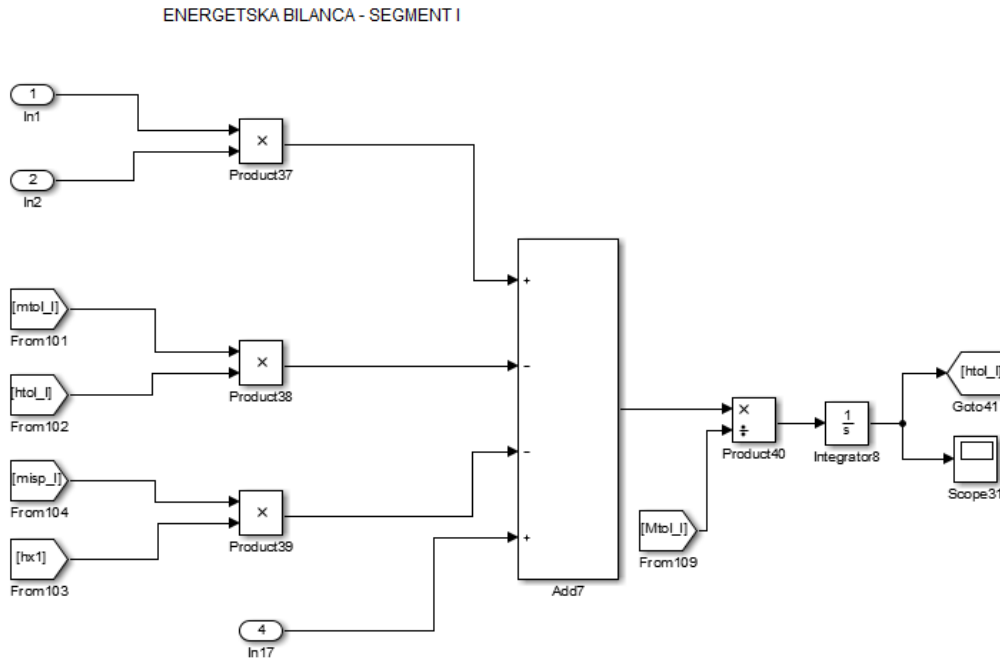 ENERGETSKA BILANCA - SEGMENT I
1
In1
×
Product37
2
In2
[mtol_I]
From101
×
Product38
[htol_I]
From102
[misp_I]
From104
×
Product39
[hx1]
From103
4
In17
+
-
-
+
Add7
×
÷
Product40
[Mtol_I]
From109
1
s
Integrator8
[htol_I]
Goto41
Scope31